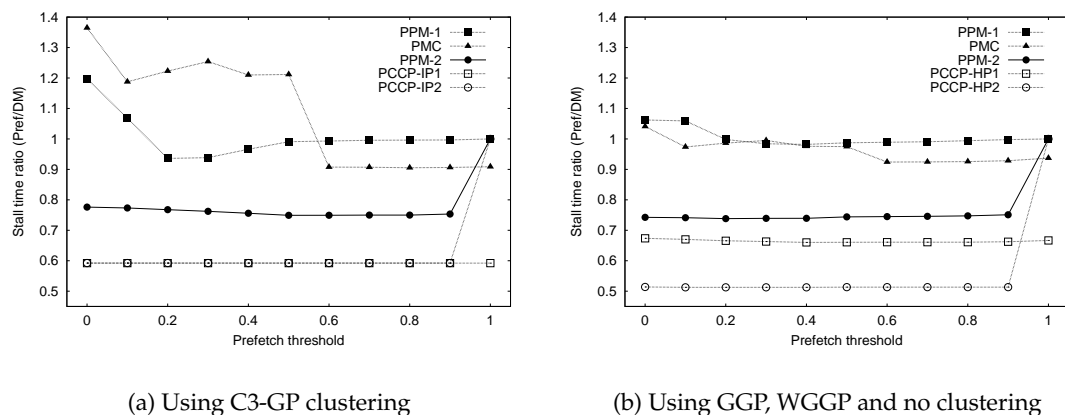 1.4
1.3
1.2
1.1
1
0.9
0.8
0.7
0.6
0.5
Stall time ratio (Pref/DM)
PPM-1
PMC
PPM-2
PCCP-IP1
PCCP-IP2
0 0.2 0.4 0.6 0.8 1
Prefetch threshold
(a) Using C3-GP clustering
1.4
1.3
1.2
1.1
1
0.9
0.8
0.7
0.6
0.5
Stall time ratio (Pref/DM)
PPM-1
PMC
PPM-2
PCCP-HP1
PCCP-HP2
0 0.2 0.4 0.6 0.8 1
Prefetch threshold
(b) Using GGP, WGGP and no clustering